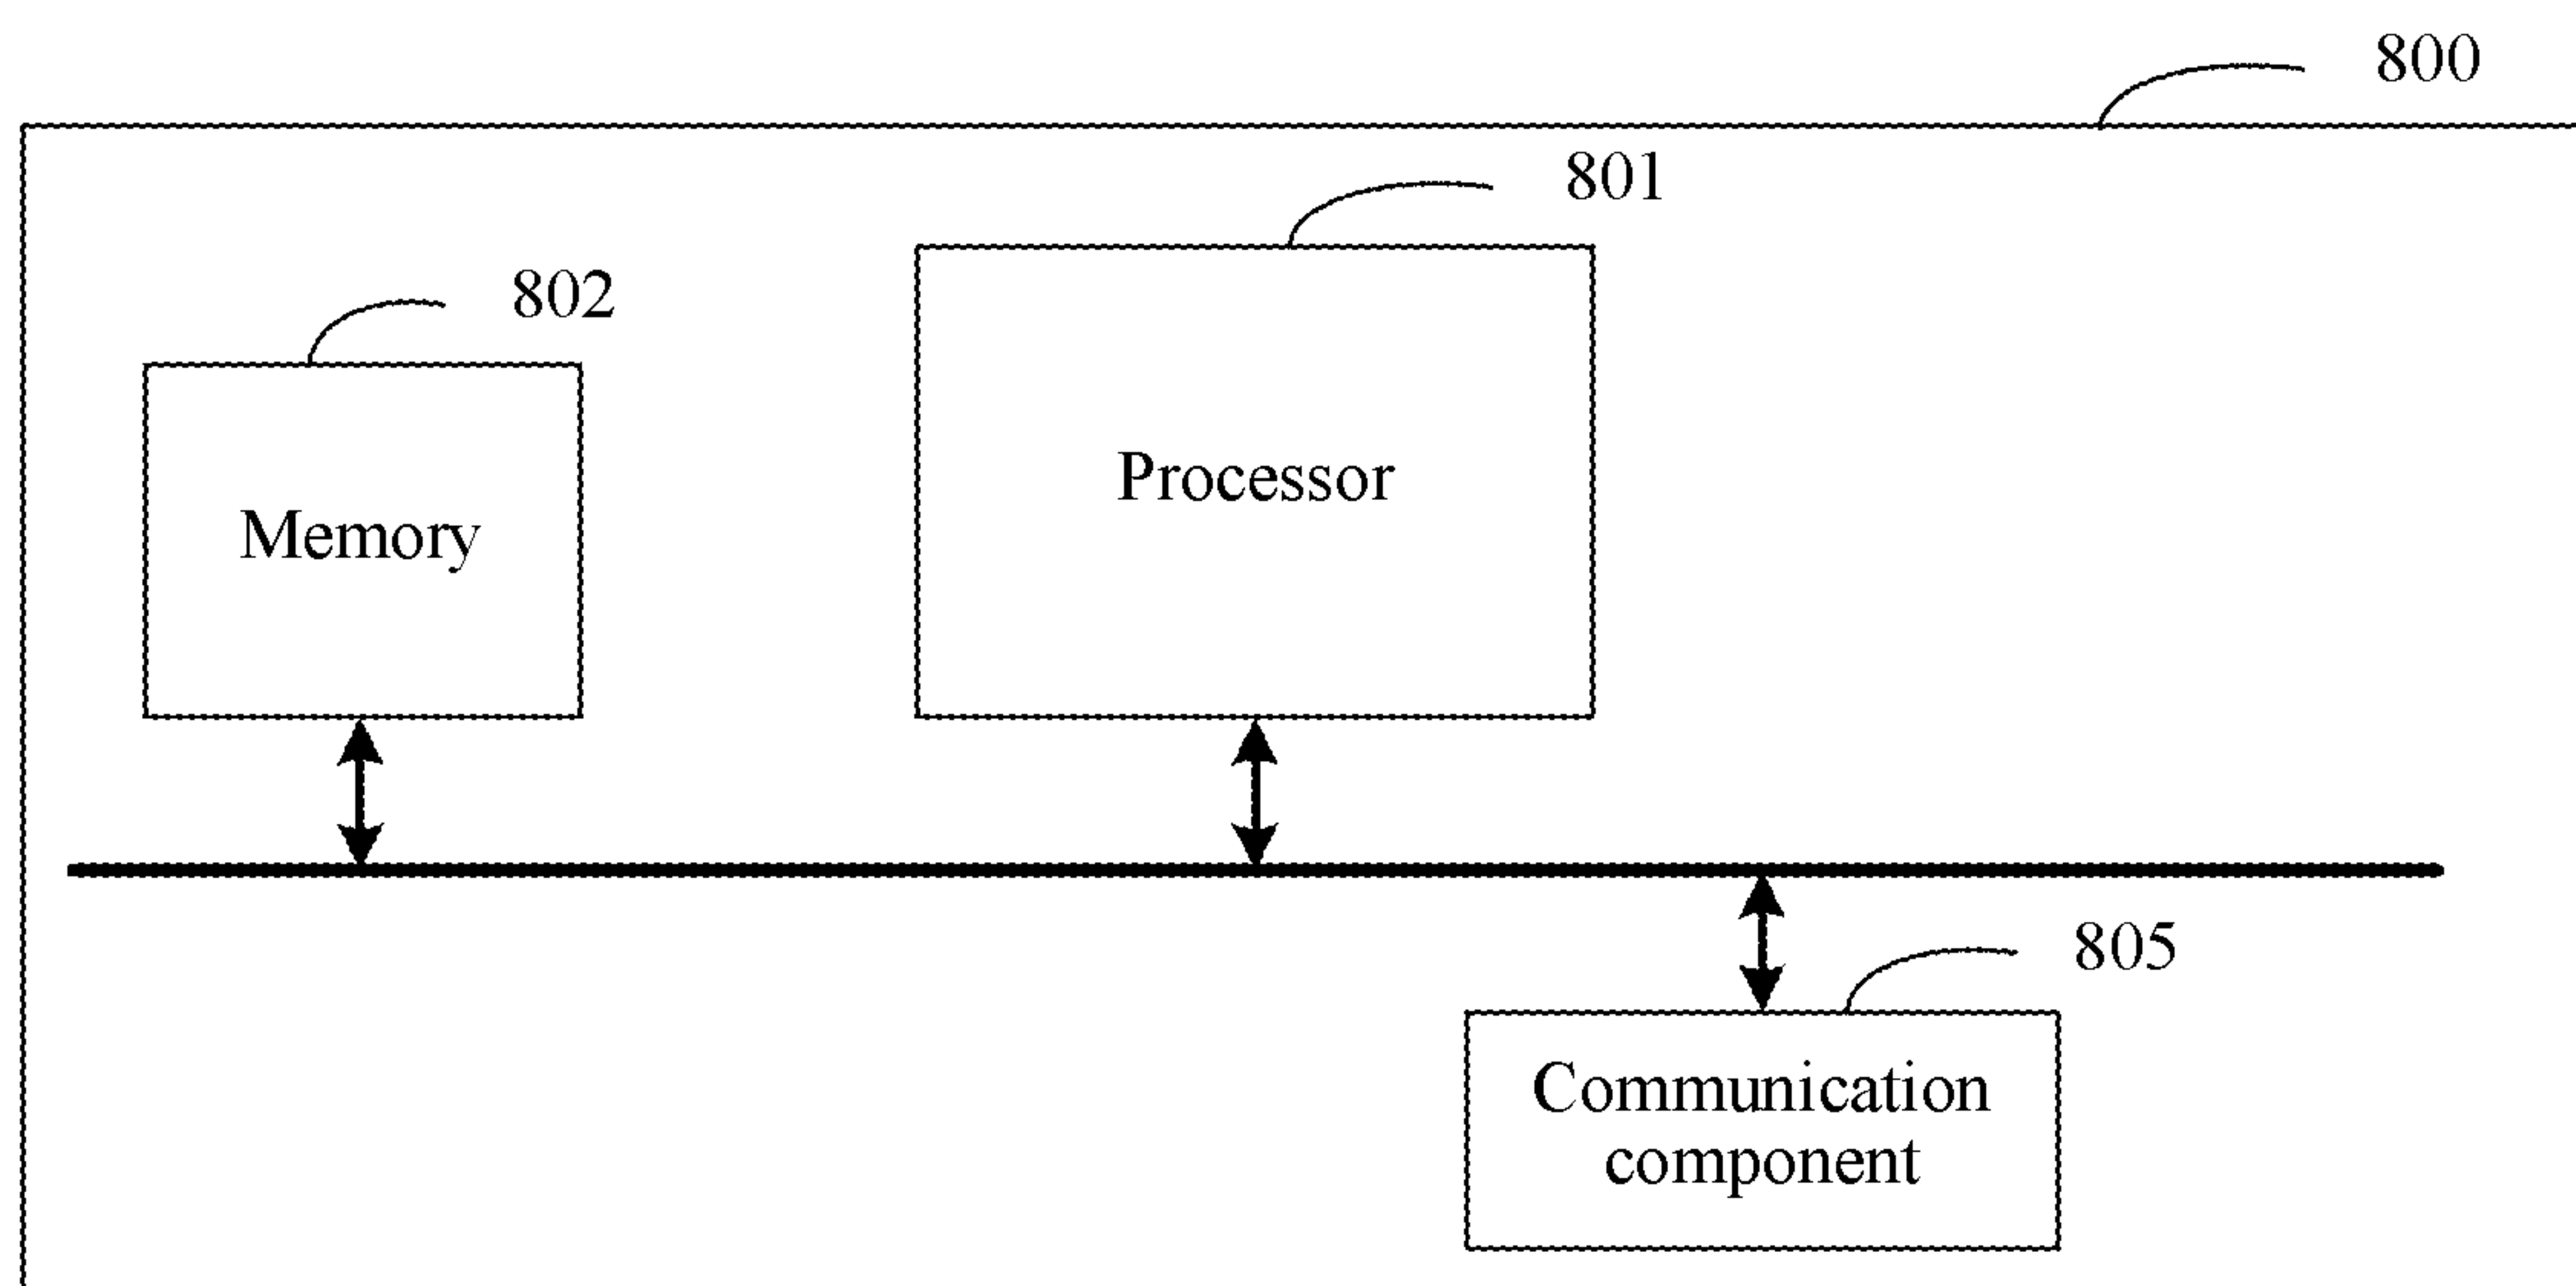 800
801
802
Processor
Memory
805
Communication
component